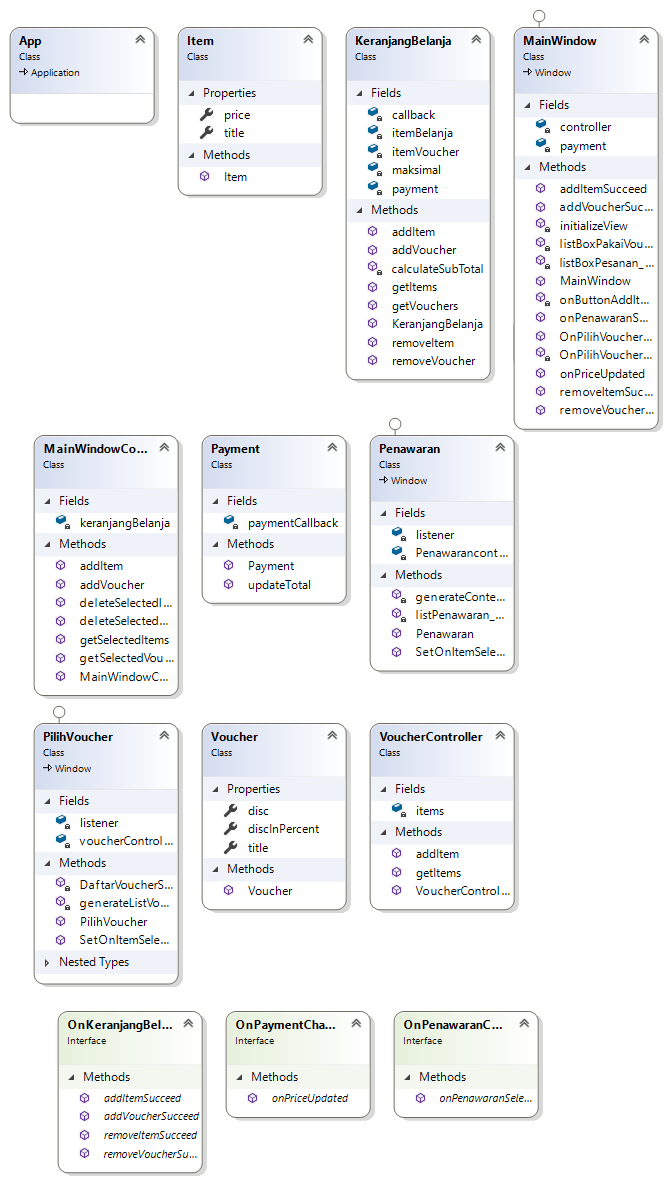 App
Class
Application
Item
Class
Properties
price
title
Methods
Item
KeranjangBelanja
Class
Fields
callback
itemBelanja
itemVoucher
maksimal
payment
Methods
addItem
addVoucher
calculateSubTotal
getItems
getVouchers
KeranjangBelanja
removeItem
removeVoucher
MainWindow
Class
Window
Fields
controller
payment
Methods
addItemSucceed
addVoucherSuc...
initializeView
listBoxPakaiVou...
listBoxPesanan_...
MainWindow
onButtonAddIt...
onPenawaranS...
OnPilihVoucher...
OnPilihVoucher...
onPriceUpdated
removeItemSuc...
removeVoucher...
MainWindowCo...
Class
Fields
keranjangBelanja
Methods
addItem
addVoucher
deleteSelectedI...
deleteSelected...
getSelectedItems
getSelectedVou...
MainWindowC...
Payment
Class
Fields
paymentCallback
Methods
Payment
updateTotal
Penawaran
Class
Window
Fields
listener
Penawarancont...
Methods
generateConte...
listPenawaran_...
Penawaran
SetOnItemSele...
PilihVoucher
Class
Window
Fields
listener
voucherControl...
Methods
DaftarVoucherS...
generateListVo...
PilihVoucher
SetOnItemSele...
Nested Types
Voucher
Class
Properties
disc
discInPercent
title
Methods
Voucher
VoucherController
Class
Fields
items
Methods
addItem
getItems
VoucherControl...
OnKeranjangBel...
Interface
Methods
addItemSucceed
addVoucherSucceed
removeItemSucceed
removeVoucherSu...
OnPaymentCha...
Interface
Methods
onPriceUpdated
OnPenawaranC...
Interface
Methods
onPenawaranSele...